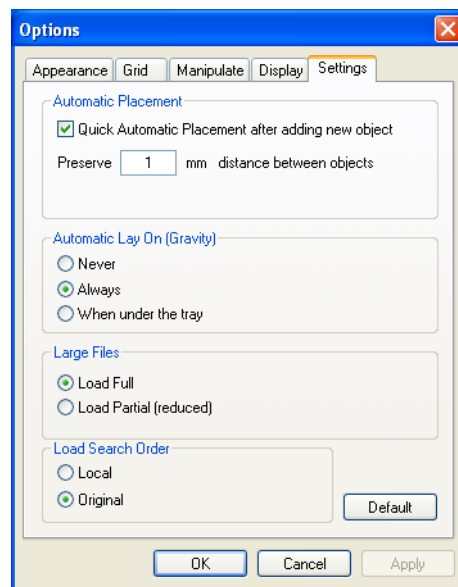 Options
Appearance Grid Manipulate Display Settings
Automatic Placement
Quick Automatic Placement after adding new object
Preserve 1 mm distance between objects
Automatic Lay On (Gravity)
Never
Always
When under the tray
Large Files
Load Full
Load Partial (reduced)
Load Search Order
Local
Original
Default
OK Cancel Apply